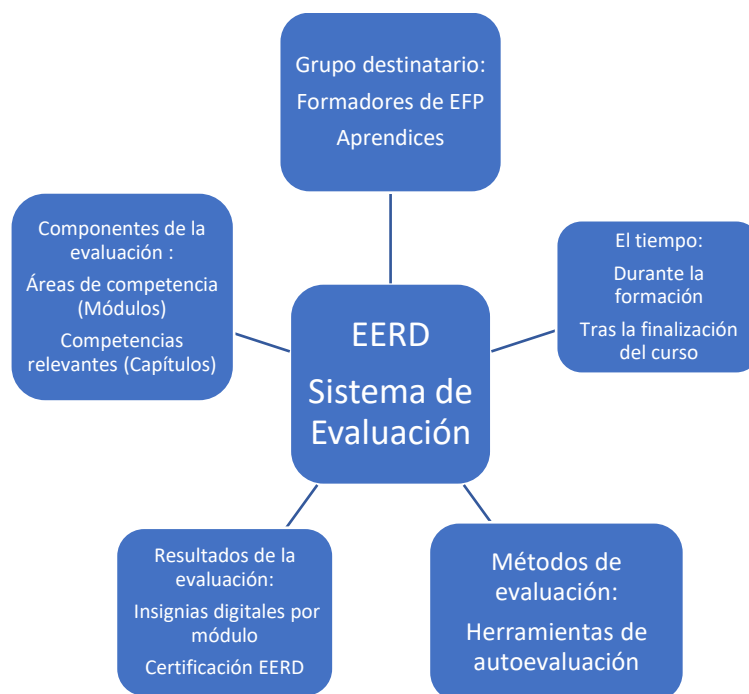 Grupo destinatario:
Formadores de EFP
Aprendices
Componentes de la
evaluación :
Áreas de competencia
(Módulos)
Competencias
relevantes (Capítulos)
El tiempo:
Durante la
formación
Tras la finalización
del curso
EERD
Sistema de
Evaluación
Resultados de la
evaluación:
Insignias digitales por
módulo
Certificación EERD
Métodos de
evaluación:
Herramientas de
autoevaluación